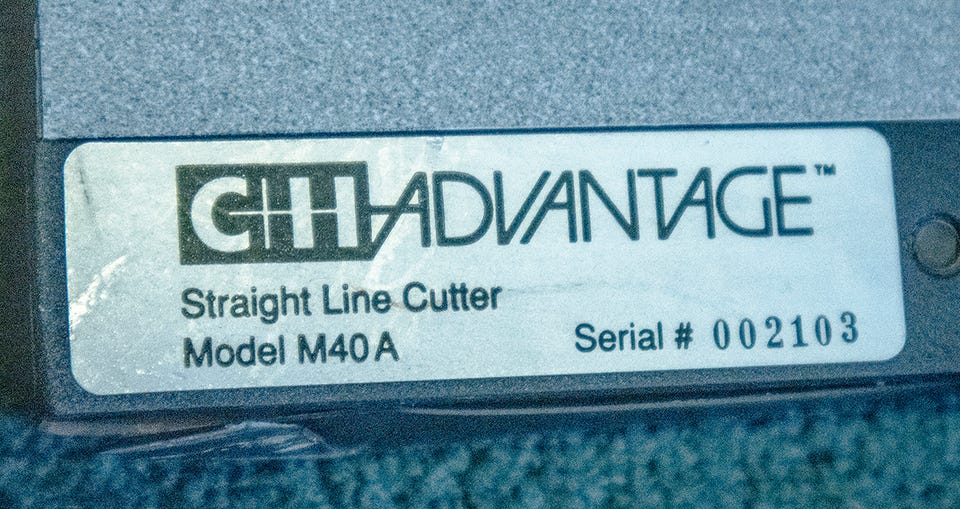 C+H ADVANTAGE™
Straight Line Cutter
Model M40A
Serial # 002103